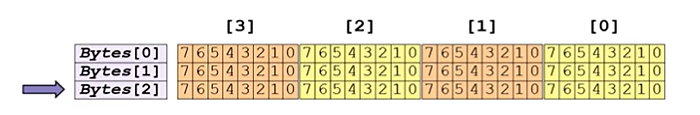 [3] [2] [1] [0]
Bytes[0] 7 6 5 4 3 2 1 0 7 6 5 4 3 2 1 0 7 6 5 4 3 2 1 0 7 6 5 4 3 2 1 0
Bytes[1] 7 6 5 4 3 2 1 0 7 6 5 4 3 2 1 0 7 6 5 4 3 2 1 0 7 6 5 4 3 2 1 0
Bytes[2] 7 6 5 4 3 2 1 0 7 6 5 4 3 2 1 0 7 6 5 4 3 2 1 0 7 6 5 4 3 2 1 0